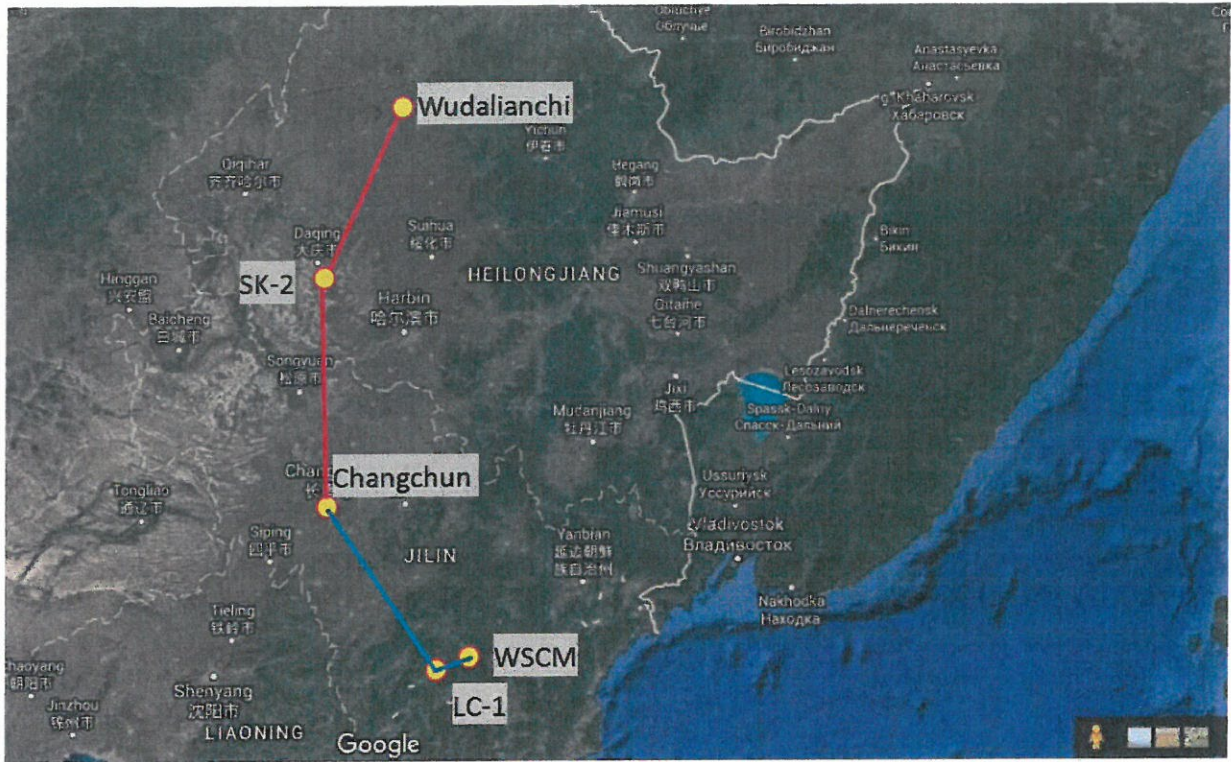 Obluchye
Облучье
Birobidzhan
Биробиджан
Anastasyevka
Анастасьевка
Khabarovsk
Хабаровск
Wudalianchi
Yichun
伊春市
Qiqihar
齐齐哈尔市
Hegang
鹤岗市
Jiamusi
佳木斯市
Suihua
绥化市
Daqing
大庆市
Bikin
Бикин
Shuangyashan
双鸭山市
SK-2
HEILONGJIANG
Hinggan
兴安盟
Harbin
哈尔滨市
Qitaihe
七台河市
Baicheng
白城市
Dalnerechensk
Дальнереченск
Songyuan
松原市
Lesozavodsk
Лесозаводск
Jixi
鸡西市
Spassk-Dalny
Спасск-Дальний
Mudanjiang
牡丹江市
Chang
长
Changchun
Ussuriysk
Уссурийск
Tongliao
通辽市
Siping
四平市
Vladivostok
Владивосток
Yanbian
延边朝鲜
族自治州
JILIN
Nakhodka
Находка
Tieling
铁岭市
WSCM
Chaoyang
朝阳市
Shenyang
沈阳市
LC-1
Jinzhou
锦州市
LIAONING
Google